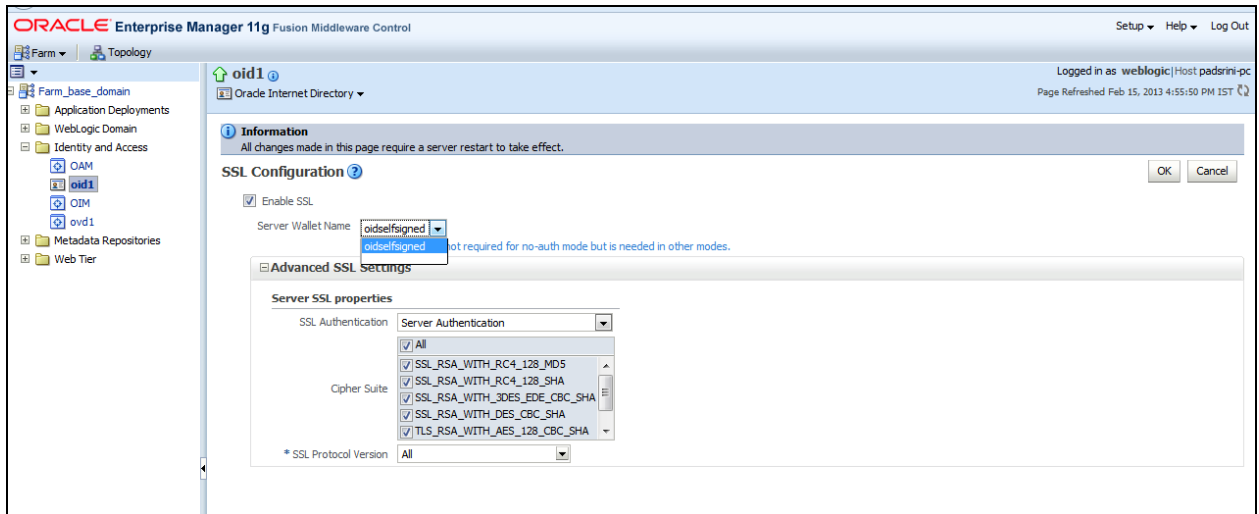 ORACLE Enterprise Manager 11g Fusion Middleware Control
Setup Help Log Out
Farm Topology
oid1
Logged in as weblogic|Host padsrini-pc
Oracle Internet Directory
Page Refreshed Feb 15, 2013 4:55:50 PM IST
Farm_base_domain
Application Deployments
WebLogic Domain
Identity and Access
OAM
oid1
OIM
ovd1
Metadata Repositories
Web Tier
Information
All changes made in this page require a server restart to take effect.
SSL Configuration
OK Cancel
Enable SSL
Server Wallet Name oidselfsigned
oidselfsigned not required for no-auth mode but is needed in other modes.
Advanced SSL Settings
Server SSL properties
SSL Authentication Server Authentication
All
SSL_RSA_WITH_RC4_128_MD5
SSL_RSA_WITH_RC4_128_SHA
Cipher Suite SSL_RSA_WITH_3DES_EDE_CBC_SHA
SSL_RSA_WITH_DES_CBC_SHA
TLS_RSA_WITH_AES_128_CBC_SHA
* SSL Protocol Version All